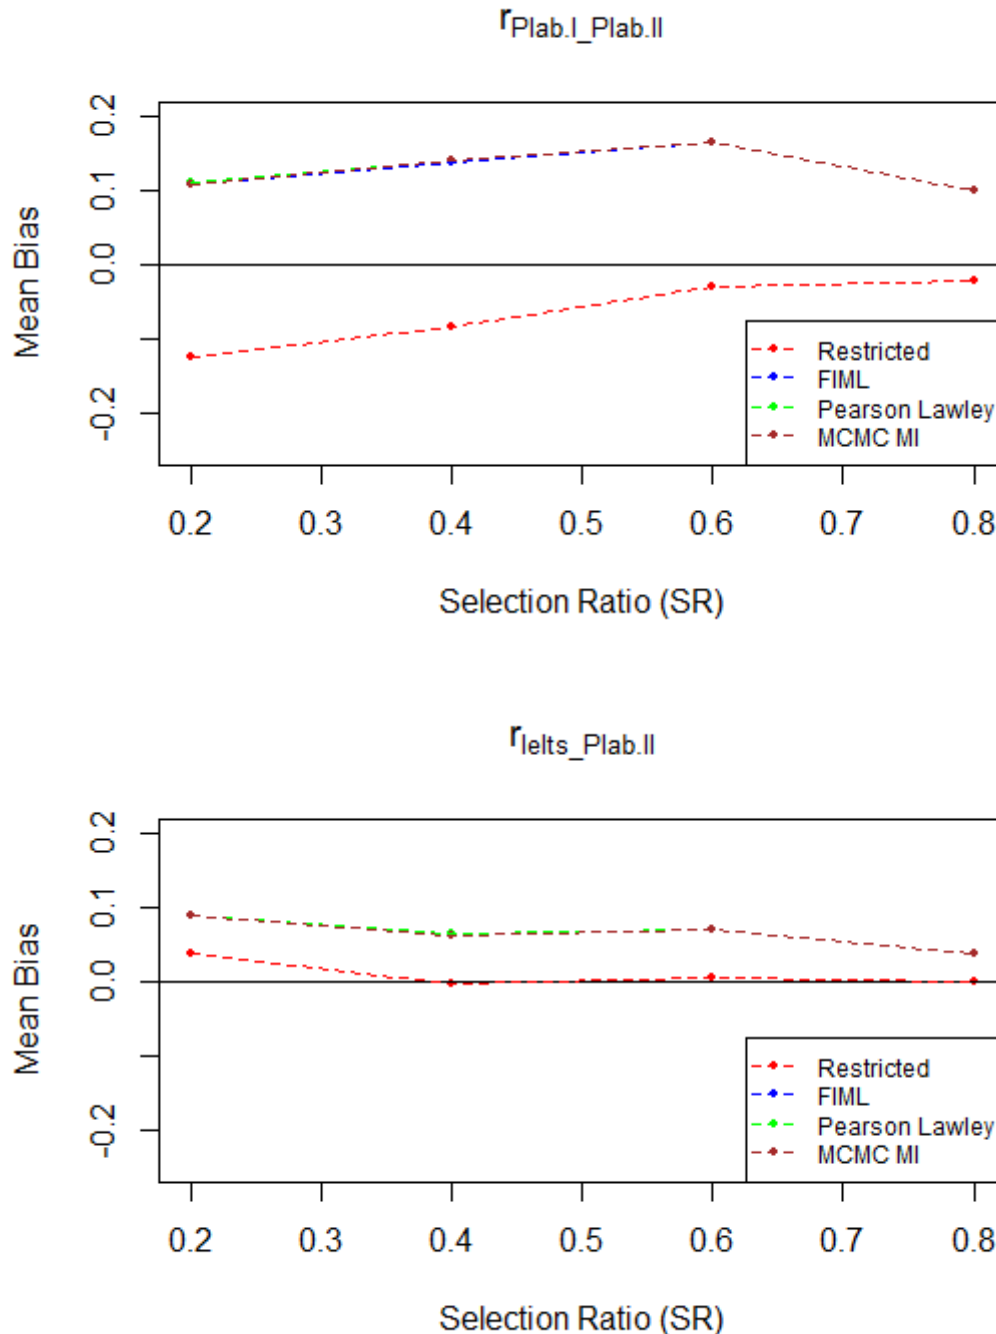 rPlab.I_Plab.II
Mean Bias
0.2
0.1
0.0
-0.2
Restricted
FIML
Pearson Lawley
MCMC MI
0.2 0.3 0.4 0.5 0.6 0.7 0.8
Selection Ratio (SR)
rIelts_Plab.II
Mean Bias
0.2
0.1
0.0
-0.2
Restricted
FIML
Pearson Lawley
MCMC MI
0.2 0.3 0.4 0.5 0.6 0.7 0.8
Selection Ratio (SR)